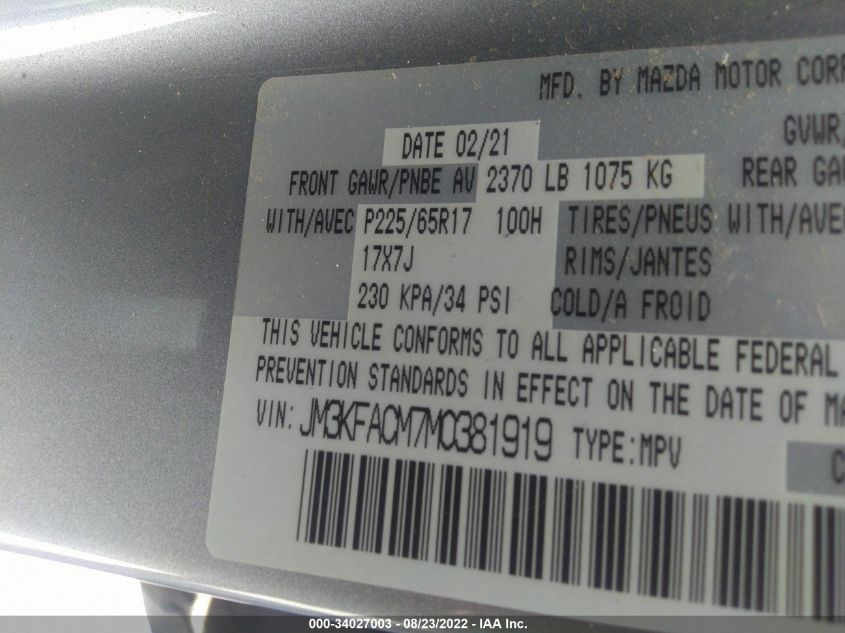 MFD. BY MAZDA MOTOR CORP
DATE 02/21
GVWR/
FRONT GAWR/PNBE AV 2370 LB 1075 KG
REAR GAW
WITH/AVEC P225/65R17 100H TIRES/PNEUS WITH/AVEC
17X7J RIMS/JANTES
230 KPA/34 PSI COLD/A FROID
THIS VEHICLE CONFORMS TO ALL APPLICABLE FEDERAL
PREVENTION STANDARDS IN EFFECT ON THE DATE OF MA
VIN: JM3KFACM7M0381919 TYPE:MPV
C
000-34027003 - 08/23/2022 - IAA Inc.